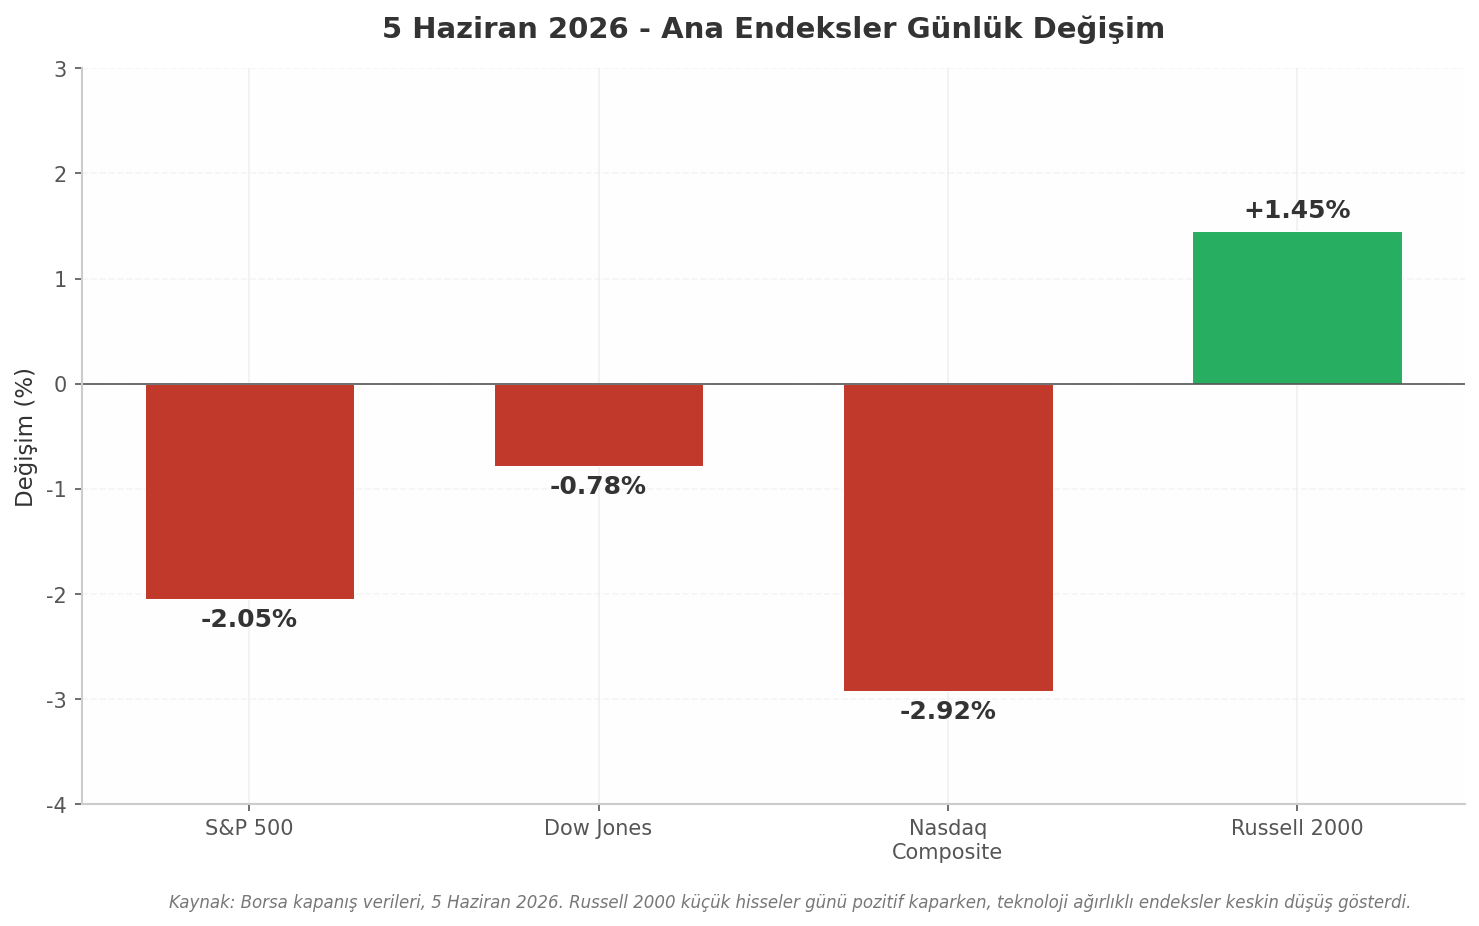 5 Haziran 2026 - Ana Endeksler Günlük Değişim
Değişim (%)
3
2
1
0
-1
-2
-3
-4
-2.05%
-0.78%
-2.92%
+1.45%
S&P 500
Dow Jones
Nasdaq
Composite
Russell 2000
Kaynak: Borsa kapanış verileri, 5 Haziran 2026. Russell 2000 küçük hisseler günü pozitif kaparken, teknoloji ağırlıklı endeksler keskin düşüş gösterdi.